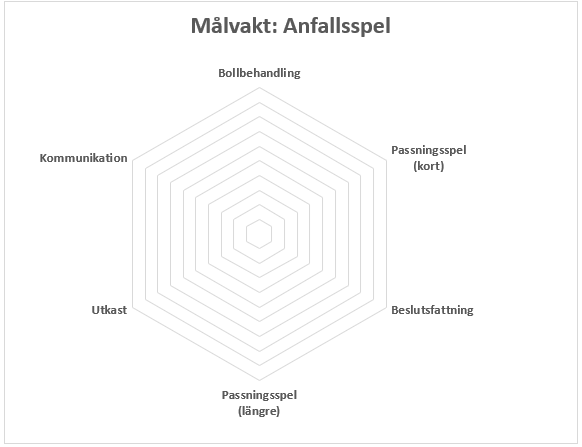 Målvakt: Anfallsspel
Bollbehandling
Passningsspel
(kort)
Beslutsfattning
Passningsspel
(längre)
Utkast
Kommunikation